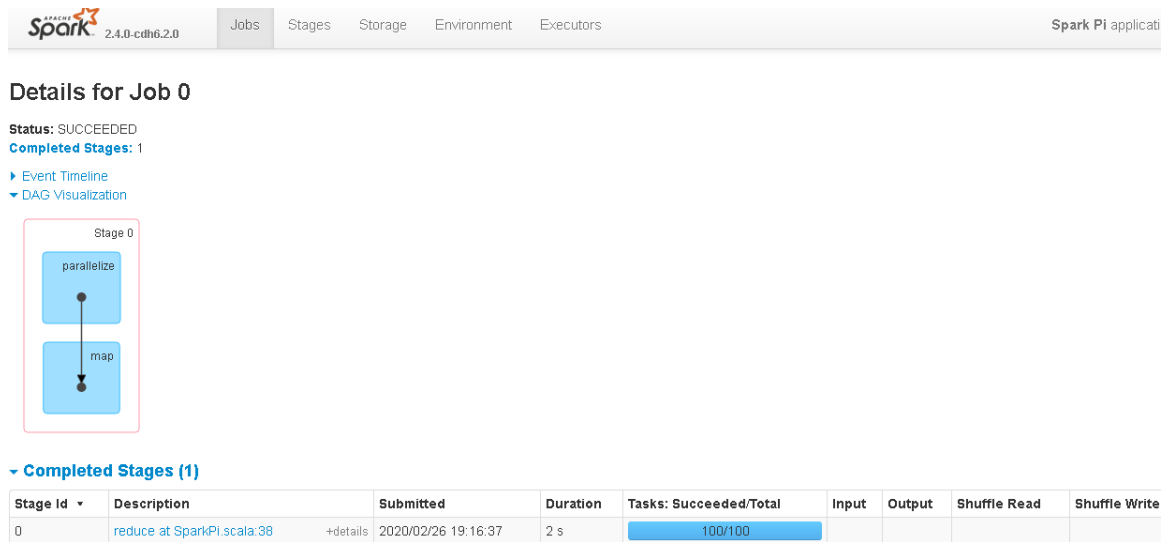 APACHE Spark 2.4.0-cdh6.2.0 Jobs Stages Storage Environment Executors Spark Pi applicati
Details for Job 0
Status: SUCCEEDED
Completed Stages: 1
Event Timeline
DAG Visualization
Stage 0
parallelize
map
Completed Stages (1)
Stage Id Description Submitted Duration Tasks: Succeeded/Total Input Output Shuffle Read Shuffle Write
0 reduce at SparkPi.scala:38 +details 2020/02/26 19:16:37 2 s 100/100